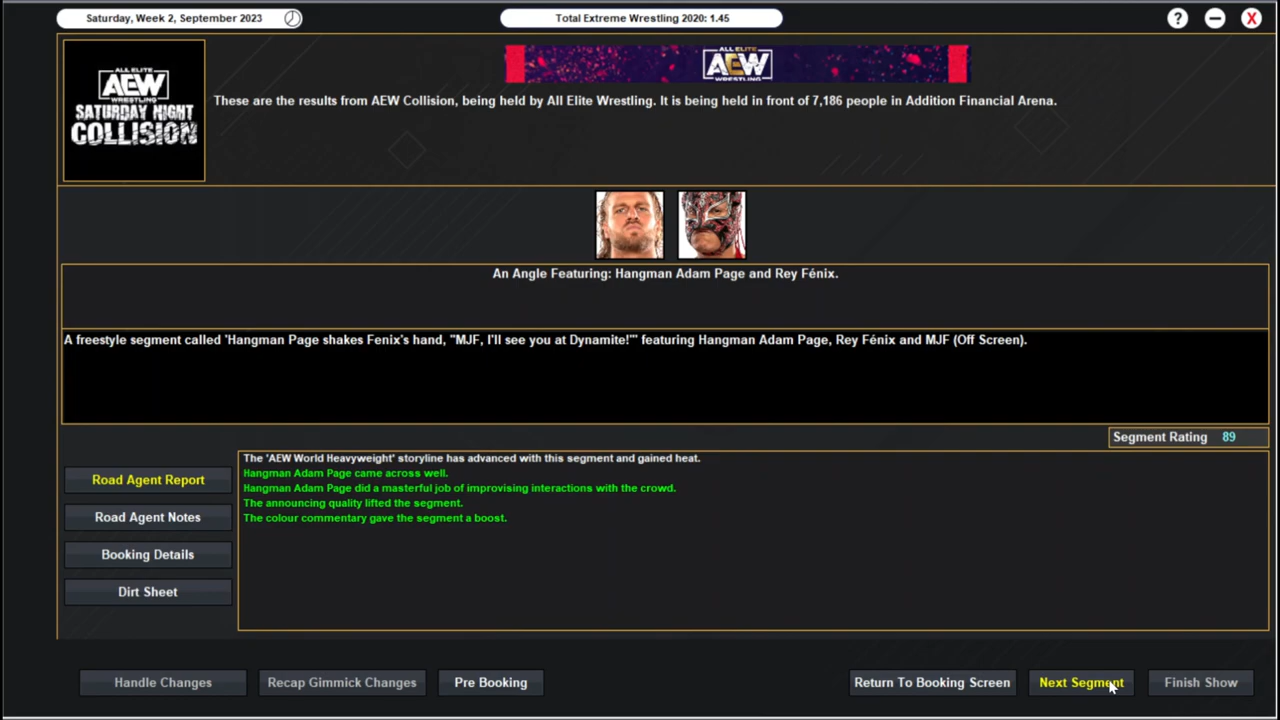 Saturday, Week 2, September 2023
Total Extreme Wrestling 2020: 1.45
?
X
ALL ELITE
AEW
WRESTLING
SATURDAY NIGHT
COLLISION
ALL ELITE
AEW
WRESTLING
These are the results from AEW Collision, being held by All Elite Wrestling. It is being held in front of 7,186 people in Addition Financial Arena.
An Angle Featuring: Hangman Adam Page and Rey Fénix.
A freestyle segment called 'Hangman Page shakes Fenix's hand, "MJF, I'll see you at Dynamite!"' featuring Hangman Adam Page, Rey Fénix and MJF (Off Screen).
Segment Rating 89
The 'AEW World Heavyweight' storyline has advanced with this segment and gained heat.
Hangman Adam Page came across well.
Hangman Adam Page did a masterful job of improvising interactions with the crowd.
The announcing quality lifted the segment.
The colour commentary gave the segment a boost.
Road Agent Report
Road Agent Notes
Booking Details
Dirt Sheet
Handle Changes
Recap Gimmick Changes
Pre Booking
Return To Booking Screen
Next Segment
Finish Show